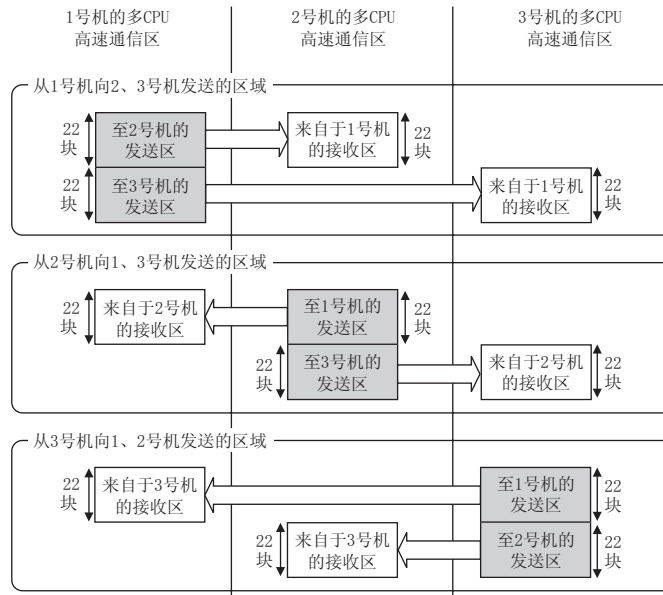 1号机的多CPU
高速通信区
2号机的多CPU
高速通信区
3号机的多CPU
高速通信区
从1号机向2、3号机发送的区域
22
块
至2号机的
发送区
来自于1号机
的接收区
22
块
22
块
至3号机的
发送区
来自于1号机
的接收区
22
块
从2号机向1、3号机发送的区域
22
块
来自于2号机
的接收区
至1号机的
发送区
22
块
22
块
至3号机的
发送区
来自于2号机
的接收区
22
块
从3号机向1、2号机发送的区域
22
块
来自于3号机
的接收区
至1号机的
发送区
22
块
22
块
来自于3号机
的接收区
至2号机的
发送区
22
块